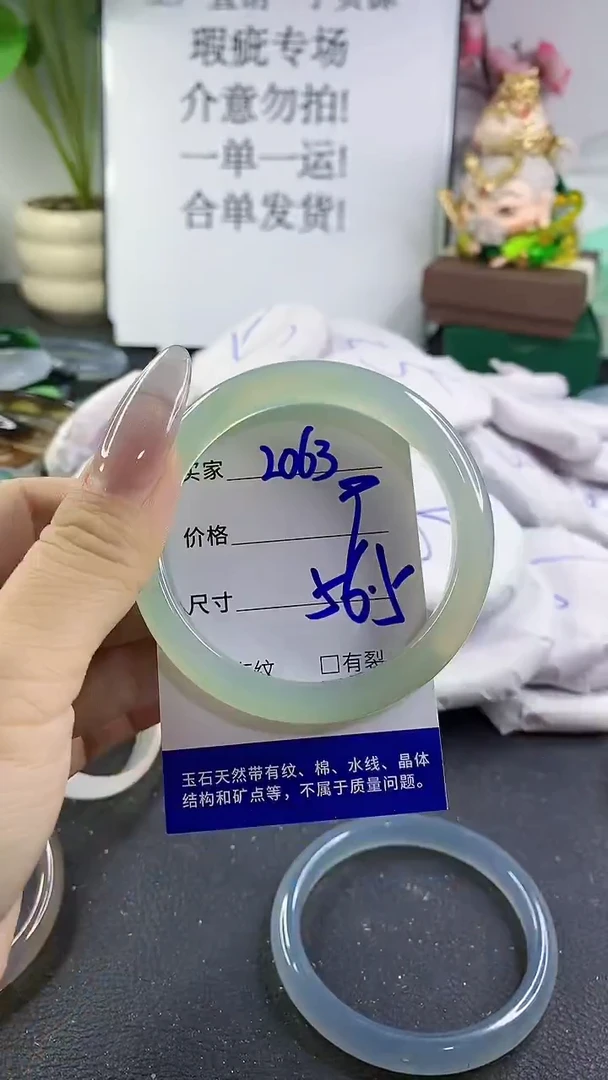 瑕疵专场
介意勿拍!
一单一运!
合单发货!
买家 2063
价格
尺寸 56.5
有纹 □有裂
玉石天然带有纹、棉、水线、晶体
结构和矿点等，不属于质量问题。